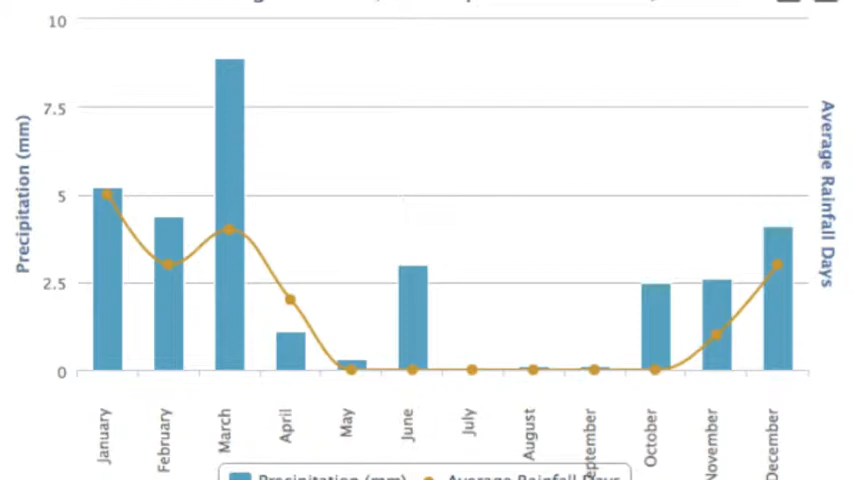 10
7.5
5
2.5
0
Precipitation (mm)
Average Rainfall Days
January
February
March
April
May
June
July
August
eptember
October
November
December
Precipitation (mm) Average Rainfall Days